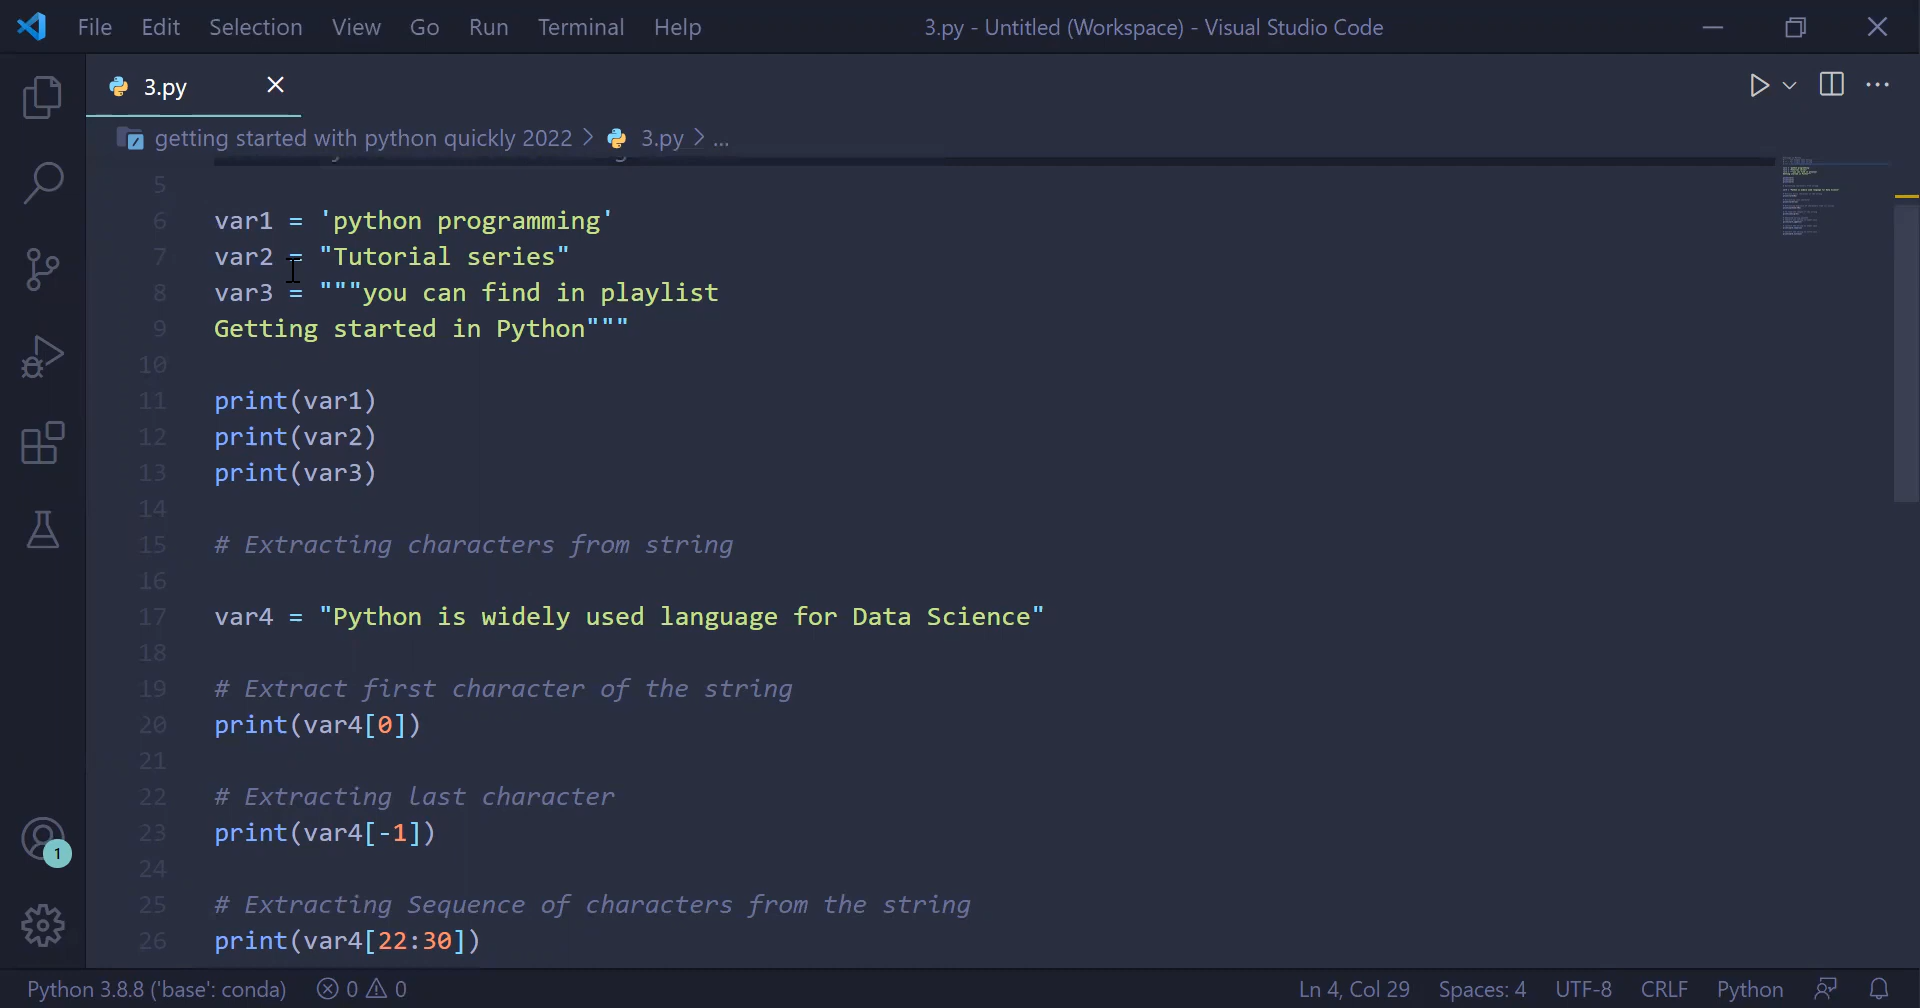 File Edit Selection View Go Run Terminal Help 3.py - Untitled (Workspace) - Visual Studio Code
3.py
getting started with python quickly 2022 > 3.py > ...
5
6 var1 = 'python programming'
7 var2 = "Tutorial series"
8 var3 = """you can find in playlist
9 Getting started in Python"""
10
11 print(var1)
12 print(var2)
13 print(var3)
14
15 # Extracting characters from string
16
17 var4 = "Python is widely used language for Data Science"
18
19 # Extract first character of the string
20 print(var4[0])
21
22 # Extracting last character
23 print(var4[-1])
24
25 # Extracting Sequence of characters from the string
26 print(var4[22:30])
1
Python 3.8.8 ('base': conda) 0 0 Ln 4, Col 29 Spaces: 4 UTF-8 CRLF Python